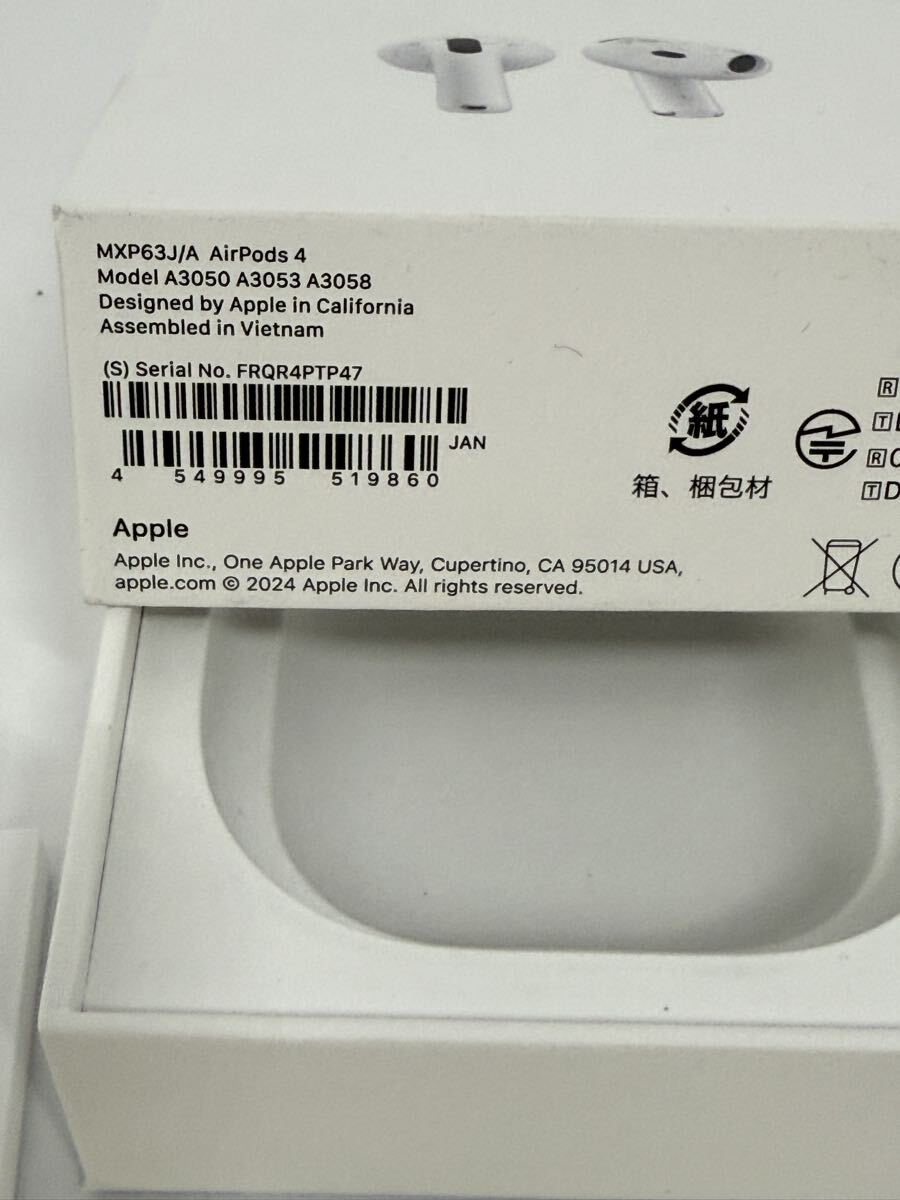 MXP63J/A AirPods 4
Model A3050 A3053 A3058
Designed by Apple in California
Assembled in Vietnam
(S) Serial No. FRQR4PTP47
JAN
4 549995 519860
紙
箱、梱包材
R
T
R
T D
Apple
Apple Inc., One Apple Park Way, Cupertino, CA 95014 USA,
apple.com © 2024 Apple Inc. All rights reserved.